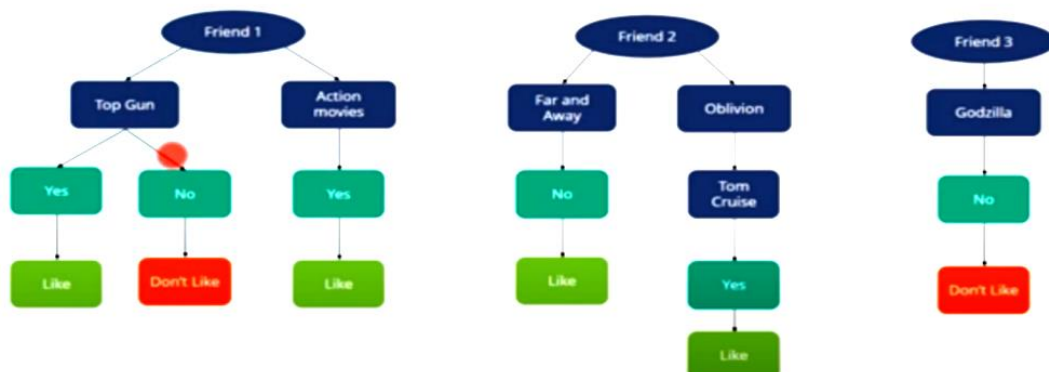 Friend 1
Top Gun
Action
movies
Yes
No
Yes
Like
Don't Like
Like
Friend 2
Far and
Away
Oblivion
No
Tom
Cruise
Like
Yes
Like
Friend 3
Godzilla
No
Don't Like